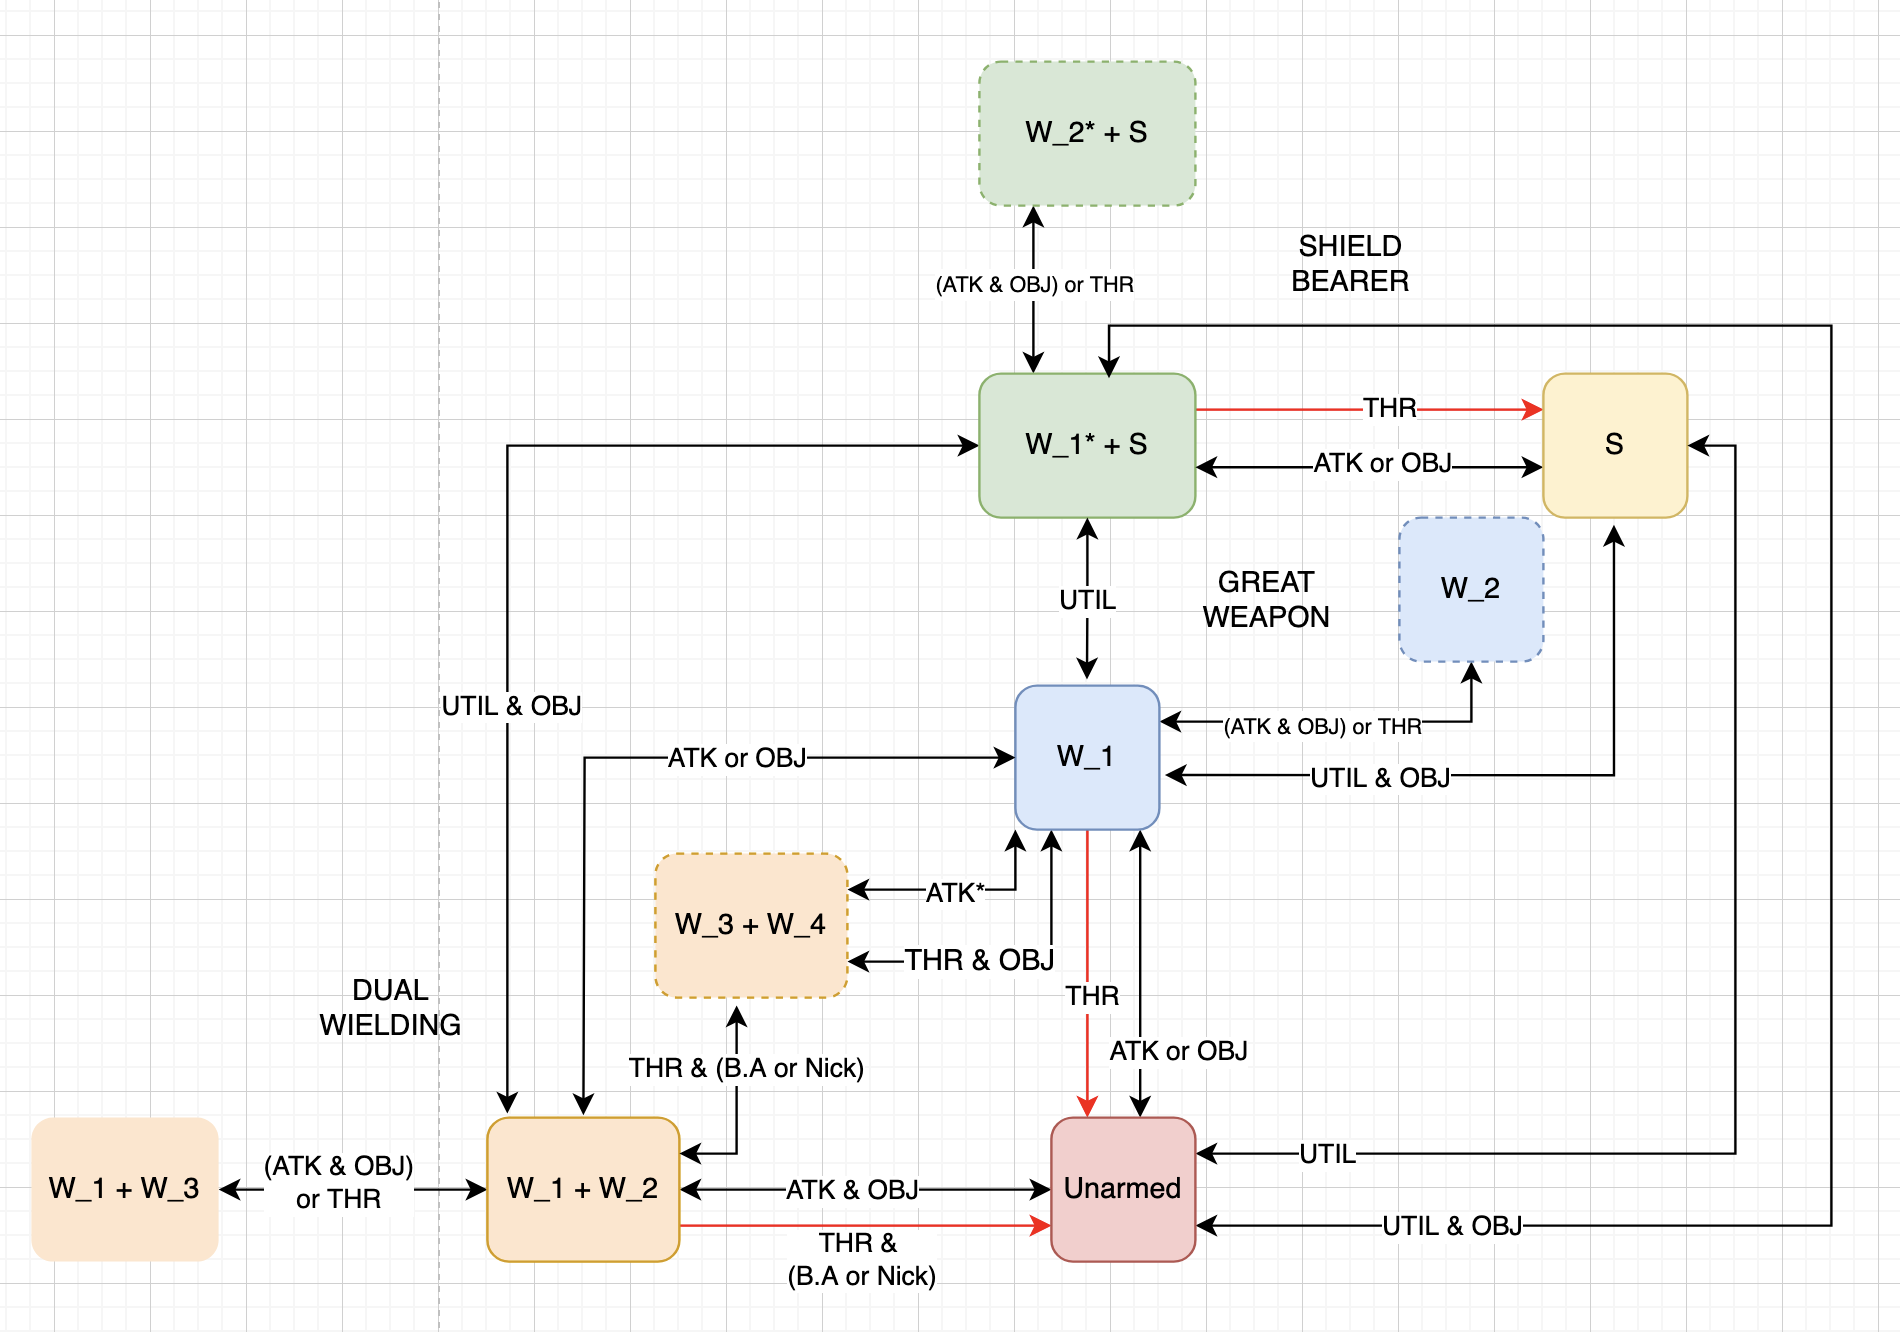 W_2* + S
(ATK & OBJ) or THR
SHIELD
BEARER
W_1* + S
THR
ATK or OBJ
S
UTIL
GREAT
WEAPON
W_2
UTIL & OBJ
ATK or OBJ
W_1
(ATK & OBJ) or THR
UTIL & OBJ
W_3 + W_4
ATK*
THR & OBJ
THR
ATK or OBJ
DUAL
WIELDING
THR & (B.A or Nick)
W_1 + W_3
(ATK & OBJ)
or THR
W_1 + W_2
ATK & OBJ
THR &
(B.A or Nick)
Unarmed
UTIL
UTIL & OBJ